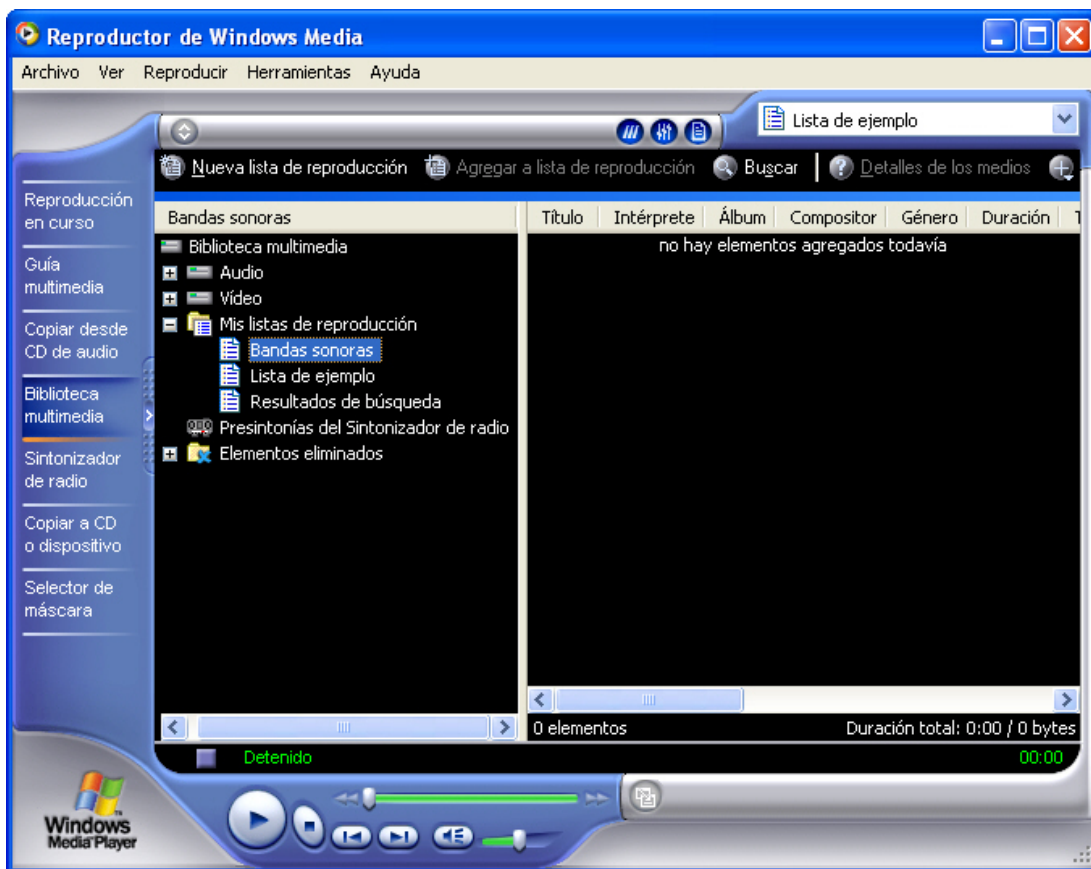 Reproductor de Windows Media
Archivo Ver Reproducir Herramientas Ayuda
Lista de ejemplo
Nueva lista de reproducción Agregar a lista de reproducción Buscar Detalles de los medios
Reproducción
en curso
Guía
multimedia
Copiar desde
CD de audio
Biblioteca
multimedia
Sintonizador
de radio
Copiar a CD
o dispositivo
Selector de
máscara
Bandas sonoras
Biblioteca multimedia
Audio
Vídeo
Mis listas de reproducción
Bandas sonoras
Lista de ejemplo
Resultados de búsqueda
Presintonías del Sintonizador de radio
Elementos eliminados
Título Intérprete Álbum Compositor Género Duración
no hay elementos agregados todavía
0 elementos Duración total: 0:00 / 0 bytes
Detenido 00:00
Windows
Media Player